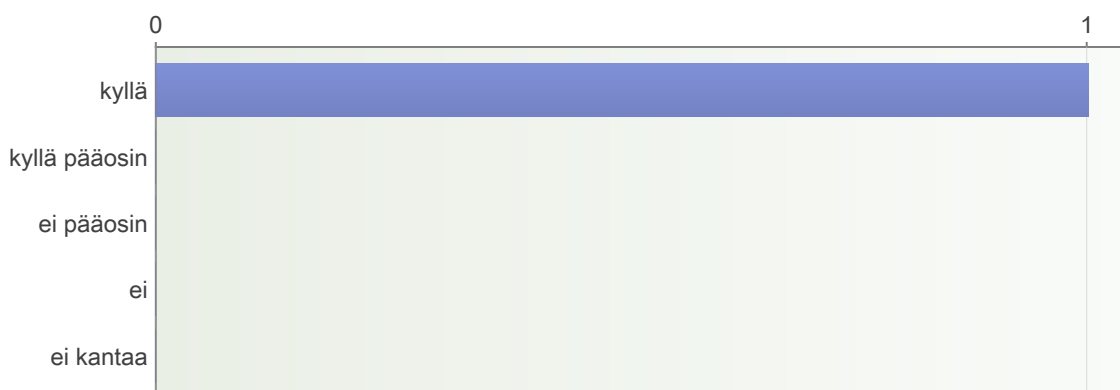 0 1
kyllä
kyllä pääosin
ei pääosin
ei
ei kantaa